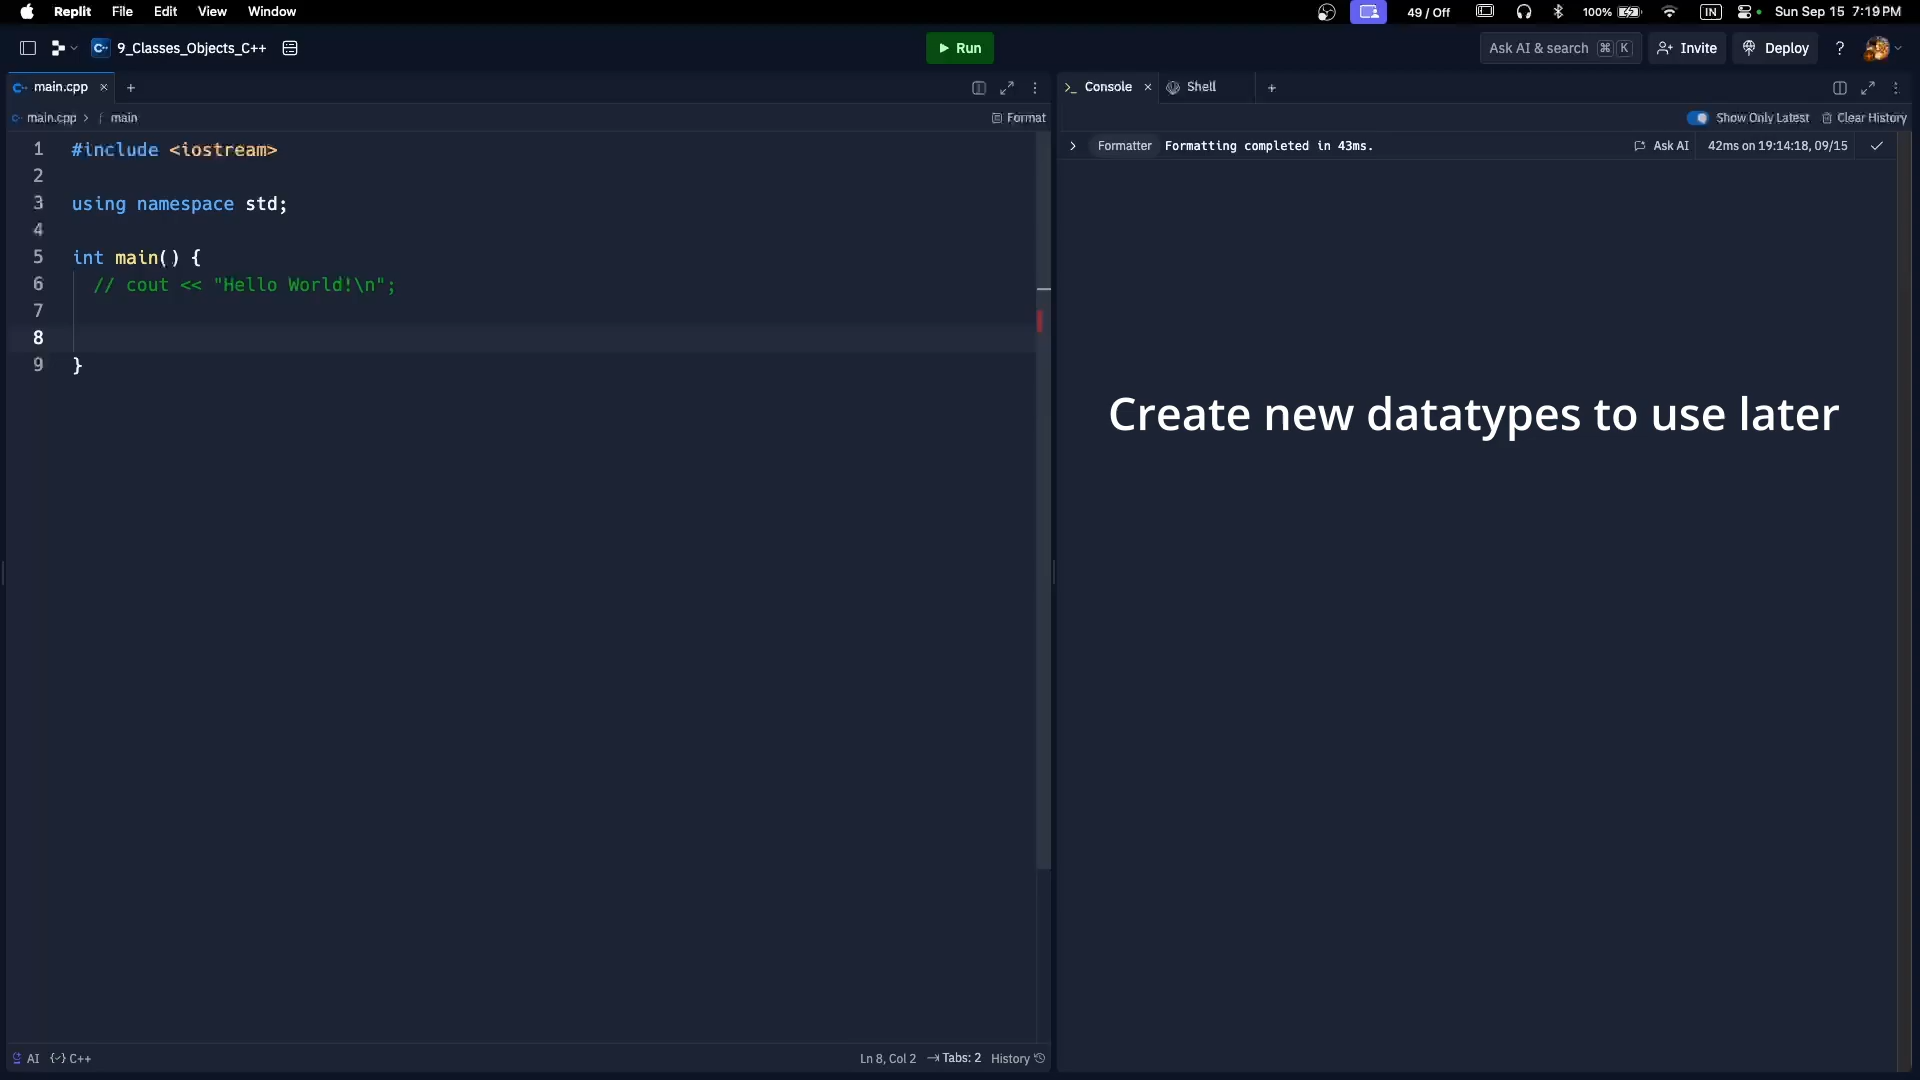 Replit File Edit View Window
49 / Off 100% IN Sun Sep 15 7:19 PM
9_Classes_Objects_C++
Run
Ask AI & search ⌘ K Invite Deploy ?
main.cpp × +
Console × Shell +
main.cpp > main
Format
Show Only Latest Clear History
Formatter Formatting completed in 43ms. Ask AI 42ms on 19:14:18, 09/15
1 #include <iostream>
2
3 using namespace std;
4
5 int main() {
6 // cout << "Hello World!\n";
7
8
9 }
Create new datatypes to use later
AI C++
Ln 8, Col 2 Tabs: 2 History